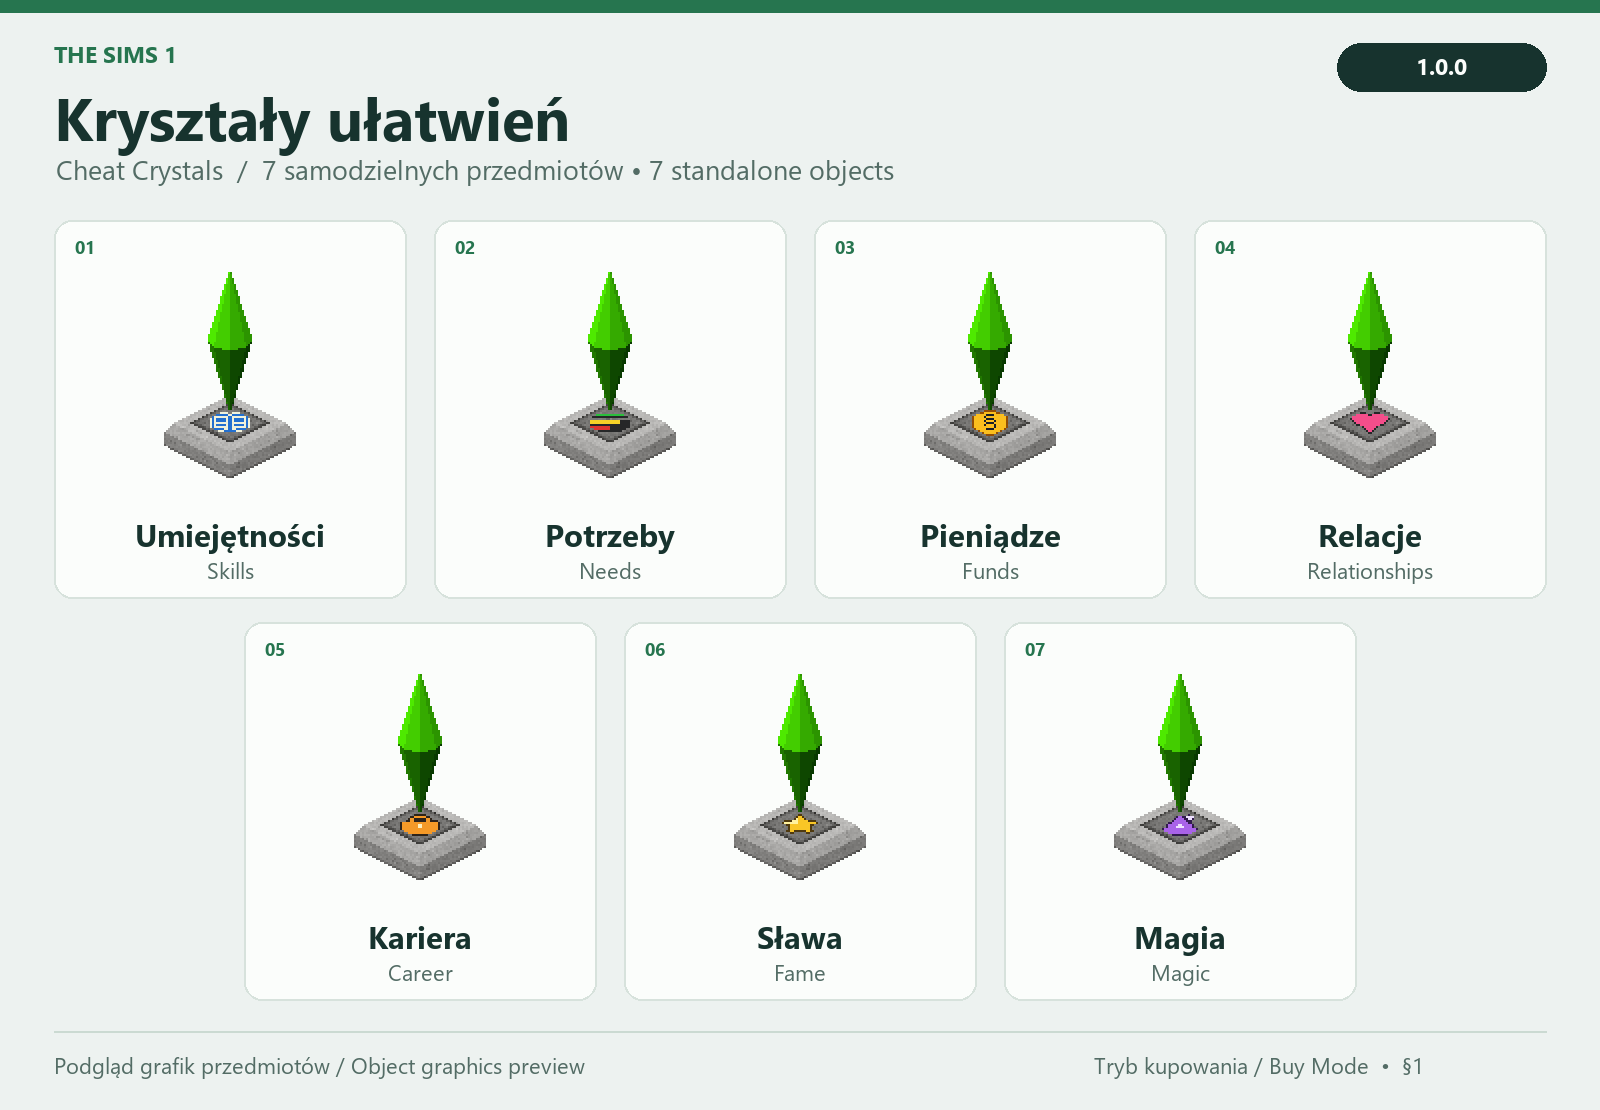 THE SIMS 1
1.0.0
Kryształy ułatwień
Cheat Crystals / 7 samodzielnych przedmiotów • 7 standalone objects
01
02
03
04
§
Umiejętności
Potrzeby
Pieniądze
Relacje
Skills
Needs
Funds
Relationships
05
06
07
Kariera
Sława
Magia
Career
Fame
Magic
Podgląd grafik przedmiotów / Object graphics preview
Tryb kupowania / Buy Mode • §1